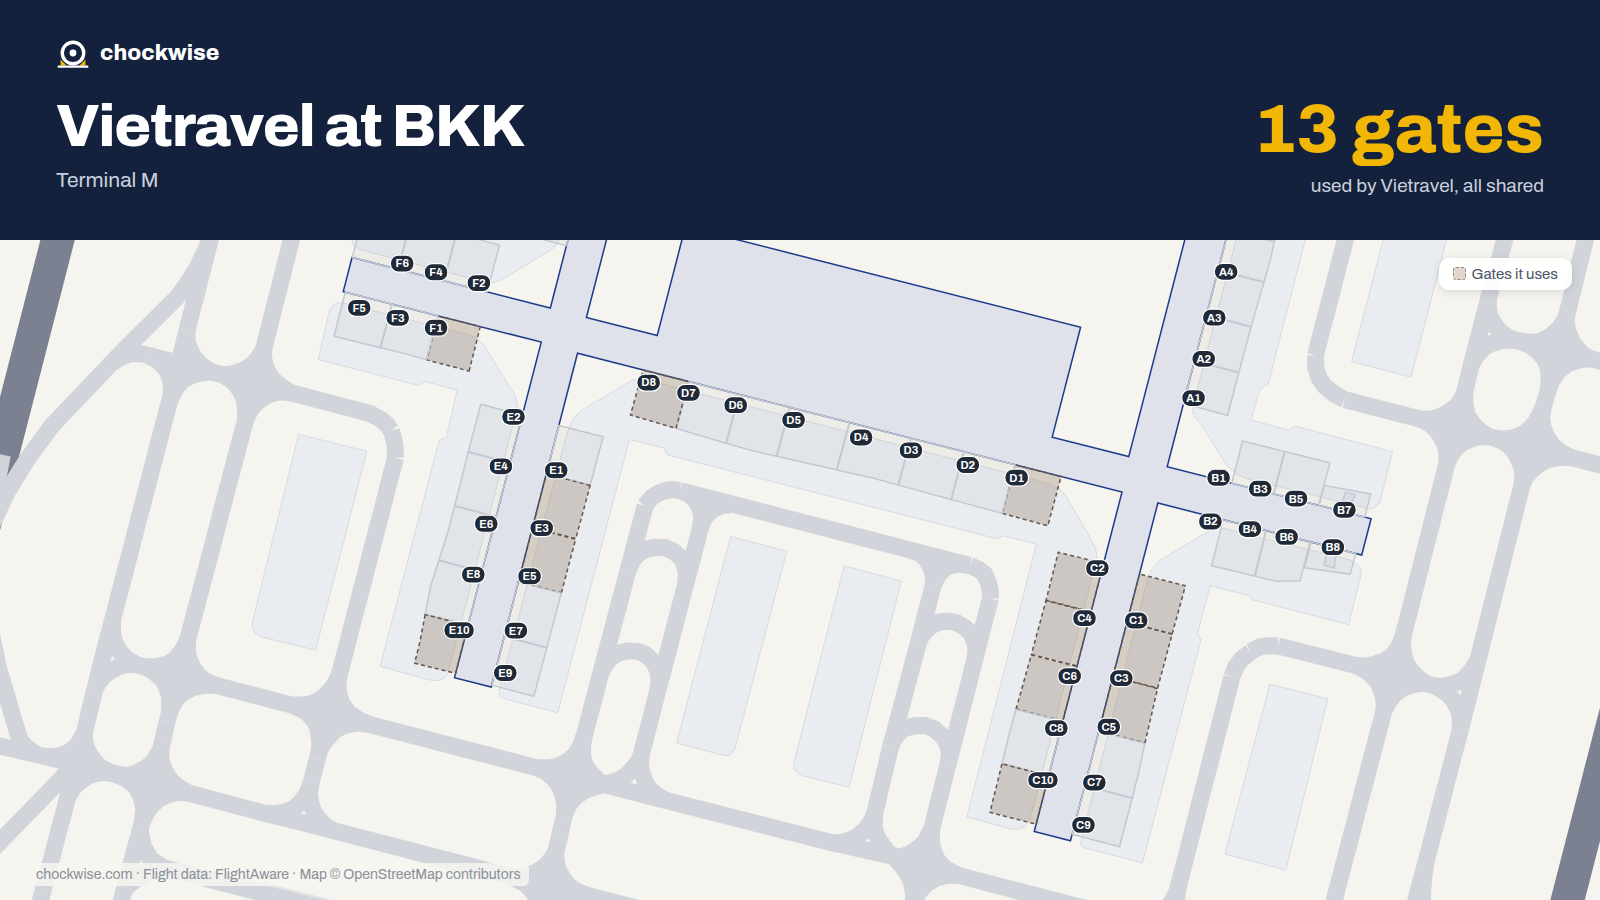 chockwise
Vietravel at BKK
Terminal M
13 gates
used by Vietravel, all shared
Gates it uses
F6
F4
F2
F5
F3
F1
A4
A3
A2
A1
D8
D7
D6
D5
D4
D3
D2
D1
E2
E4
E1
E6
E3
E8
E5
E10
E7
E9
B1
B3
B5
B7
B2
B4
B6
B8
C2
C4
C1
C6
C3
C8
C5
C10
C7
C9
chockwise.com · Flight data: FlightAware · Map © OpenStreetMap contributors